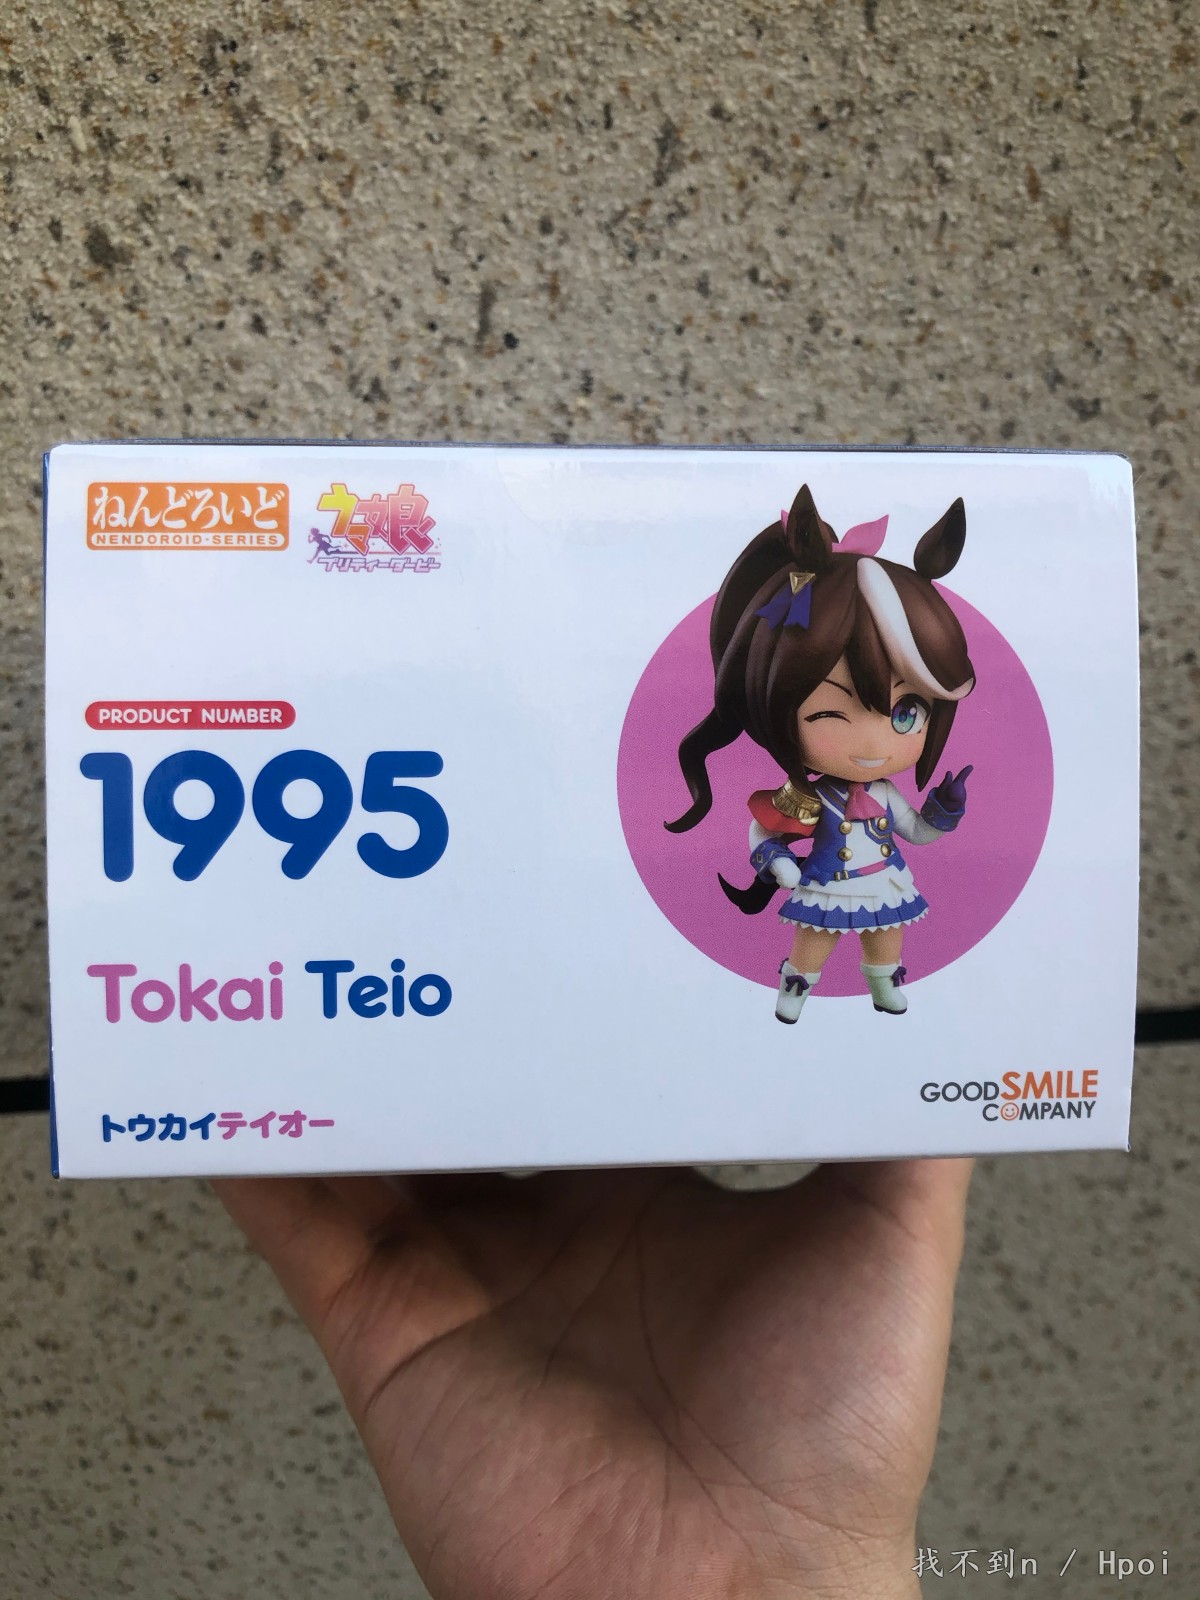 ねんどろいど
NENDOROID-SERIES
ウマ娘
プリティーダービー
PRODUCT NUMBER
1995
Tokai Teio
トウカイテイオー
GOOD SMILE
COMPANY
找不到n / Hpoi